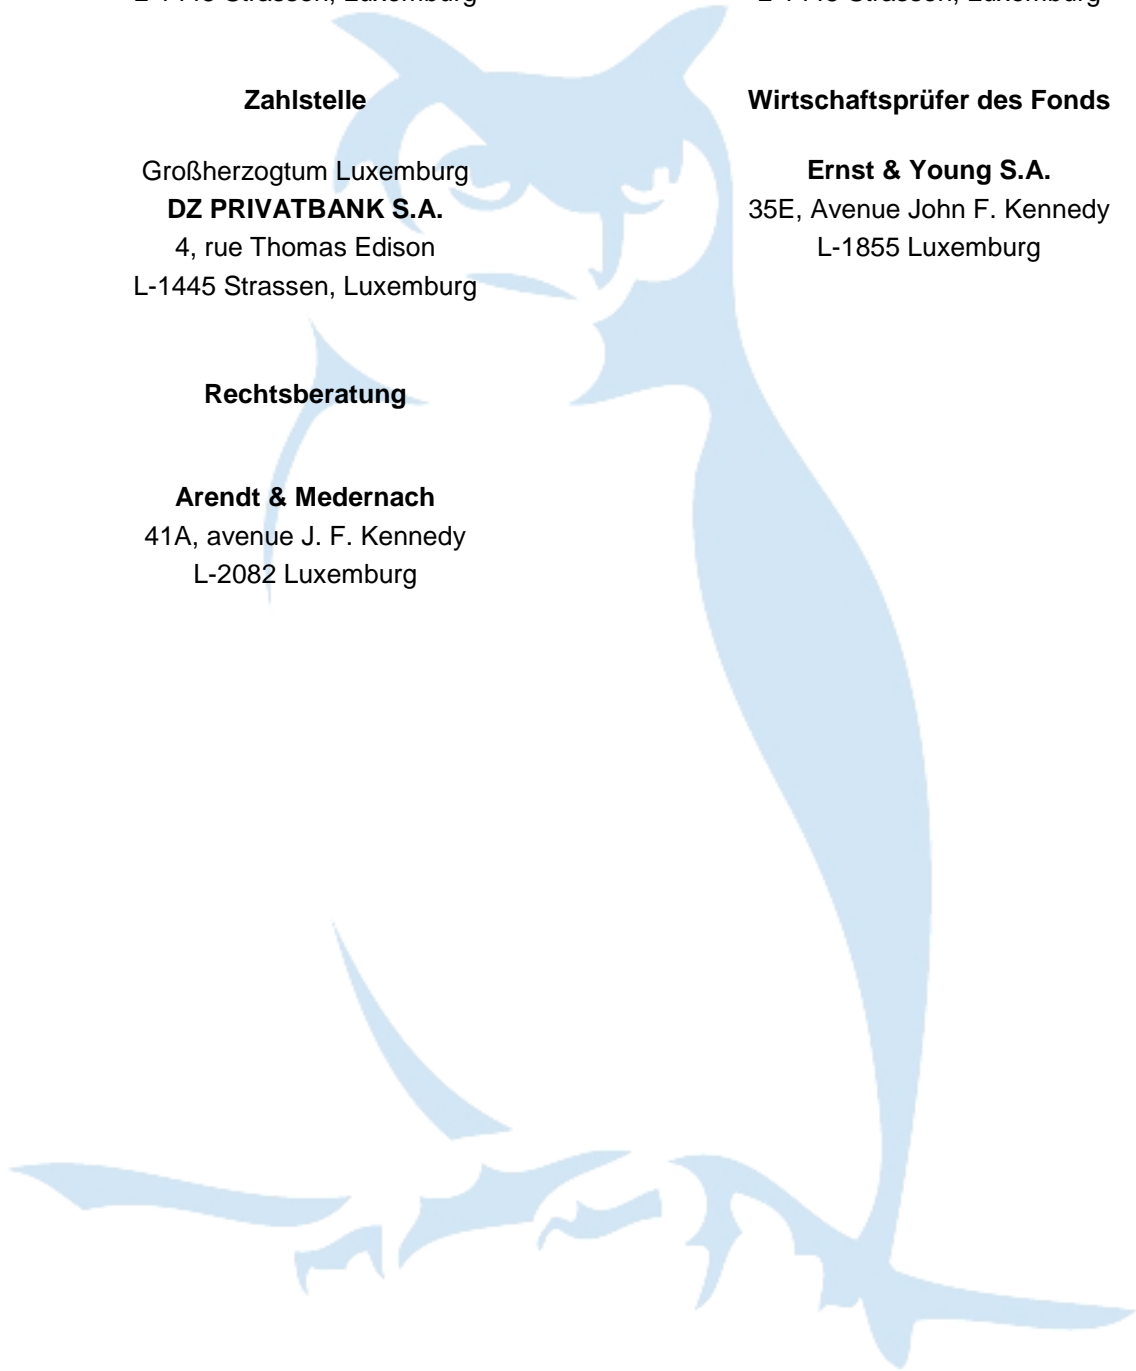 Zahlstelle
Großherzogtum Luxemburg
DZ PRIVATBANK S.A.
4, rue Thomas Edison
L-1445 Strassen, Luxemburg
Wirtschaftsprüfer des Fonds
Ernst & Young S.A.
35E, Avenue John F. Kennedy
L-1855 Luxemburg
Rechtsberatung
Arendt & Medernach
41A, avenue J. F. Kennedy
L-2082 Luxemburg